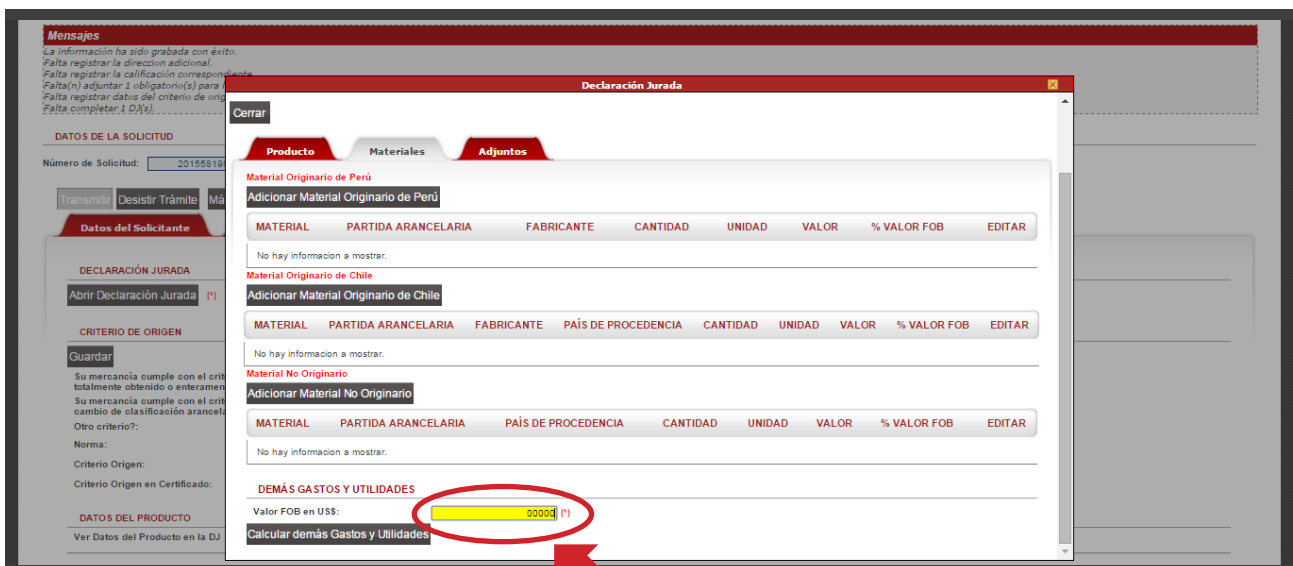 Mensajes
La información ha sido grabada con éxito.
Falta registrar la direccion adicional.
Falta registrar la calificación correspondiente
Falta(n) adjuntar 1 obligatorio(s) para
Falta registrar datos del criterio de
Falta completar 1 DJ(s).
DATOS DE LA SOLICITUD
Número de Solicitud:
Transmitir Desistir Trámite
Datos del Solicitante
DECLARACIÓN JURADA
Abrir Declaración Jurada (*)
CRITERIO DE ORIGEN
Guardar
Su mercancía cumple con el
totalmente obtenido o
Su mercancía cumple con el
cambio de clasificación
Otro criterio?:
Norma:
Criterio Origen:
Criterio Origen en Certificado:
DATOS DEL PRODUCTO
Ver Datos del Producto en la DJ
Declaración Jurada
Cerrar
Producto Materiales Adjuntos
Material Originario de Perú
Adicionar Material Originario de Perú
MATERIAL PARTIDA ARANCELARIA FABRICANTE CANTIDAD UNIDAD VALOR % VALOR FOB EDITAR
No hay informacion a mostrar.
Material Originario de Chile
Adicionar Material Originario de Chile
MATERIAL PARTIDA ARANCELARIA FABRICANTE PAÍS DE PROCEDENCIA CANTIDAD UNIDAD VALOR % VALOR FOB EDITAR
No hay informacion a mostrar.
Material No Originario
Adicionar Material No Originario
MATERIAL PARTIDA ARANCELARIA PAÍS DE PROCEDENCIA CANTIDAD UNIDAD VALOR % VALOR FOB EDITAR
No hay informacion a mostrar.
DEMÁS GASTOS Y UTILIDADES
Valor FOB en US$: 00000 (*)
Calcular demás Gastos y Utilidades